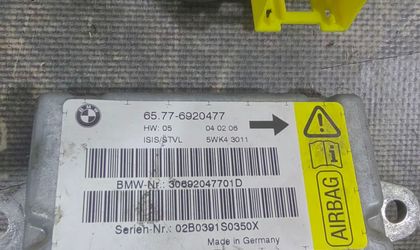 BMW
65.77-6920477
HW: 05 04 02 06
ISIS/STVL 5WK4 3011
BMW-Nr.: 30692047701D
Serien-Nr.: 02B0391S0350X
Made in Germany
AIRBAG